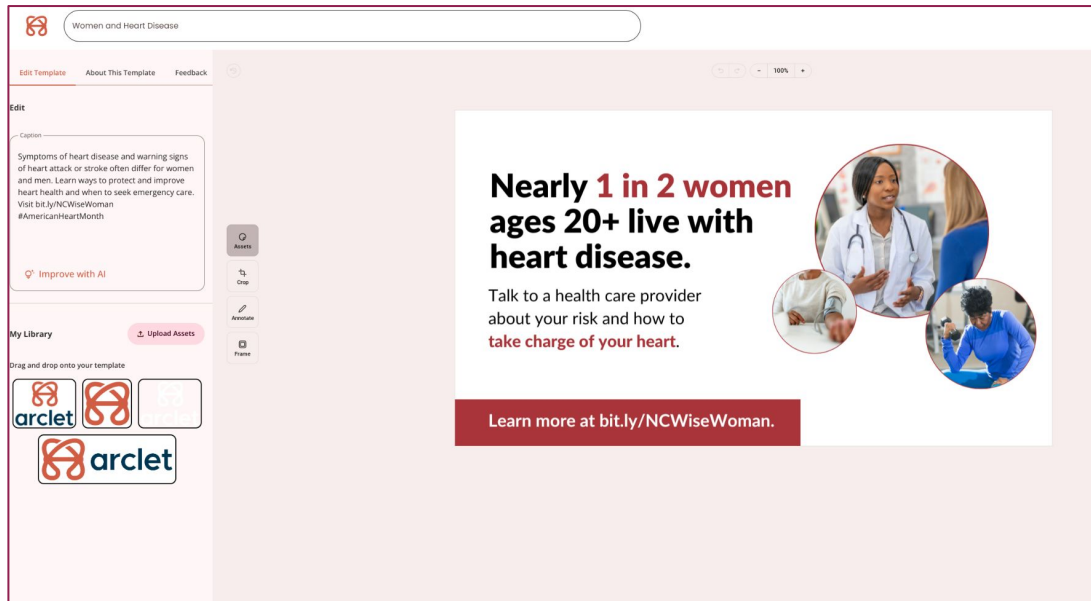 Women and Heart Disease
Edit Template About This Template Feedback
- 100% +
Edit
Caption
Symptoms of heart disease and warning signs
of heart attack or stroke often differ for women
and men. Learn ways to protect and improve
heart health and when to seek emergency care.
Visit bit.ly/NCWiseWoman
#AmericanHeartMonth
Improve with AI
My Library
Upload Assets
Drag and drop onto your template
arclet
arclet
arclet
Assets
Crop
Annotate
Frame
Nearly 1 in 2 women
ages 20+ live with
heart disease.
Talk to a health care provider
about your risk and how to
take charge of your heart.
Learn more at bit.ly/NCWiseWoman.